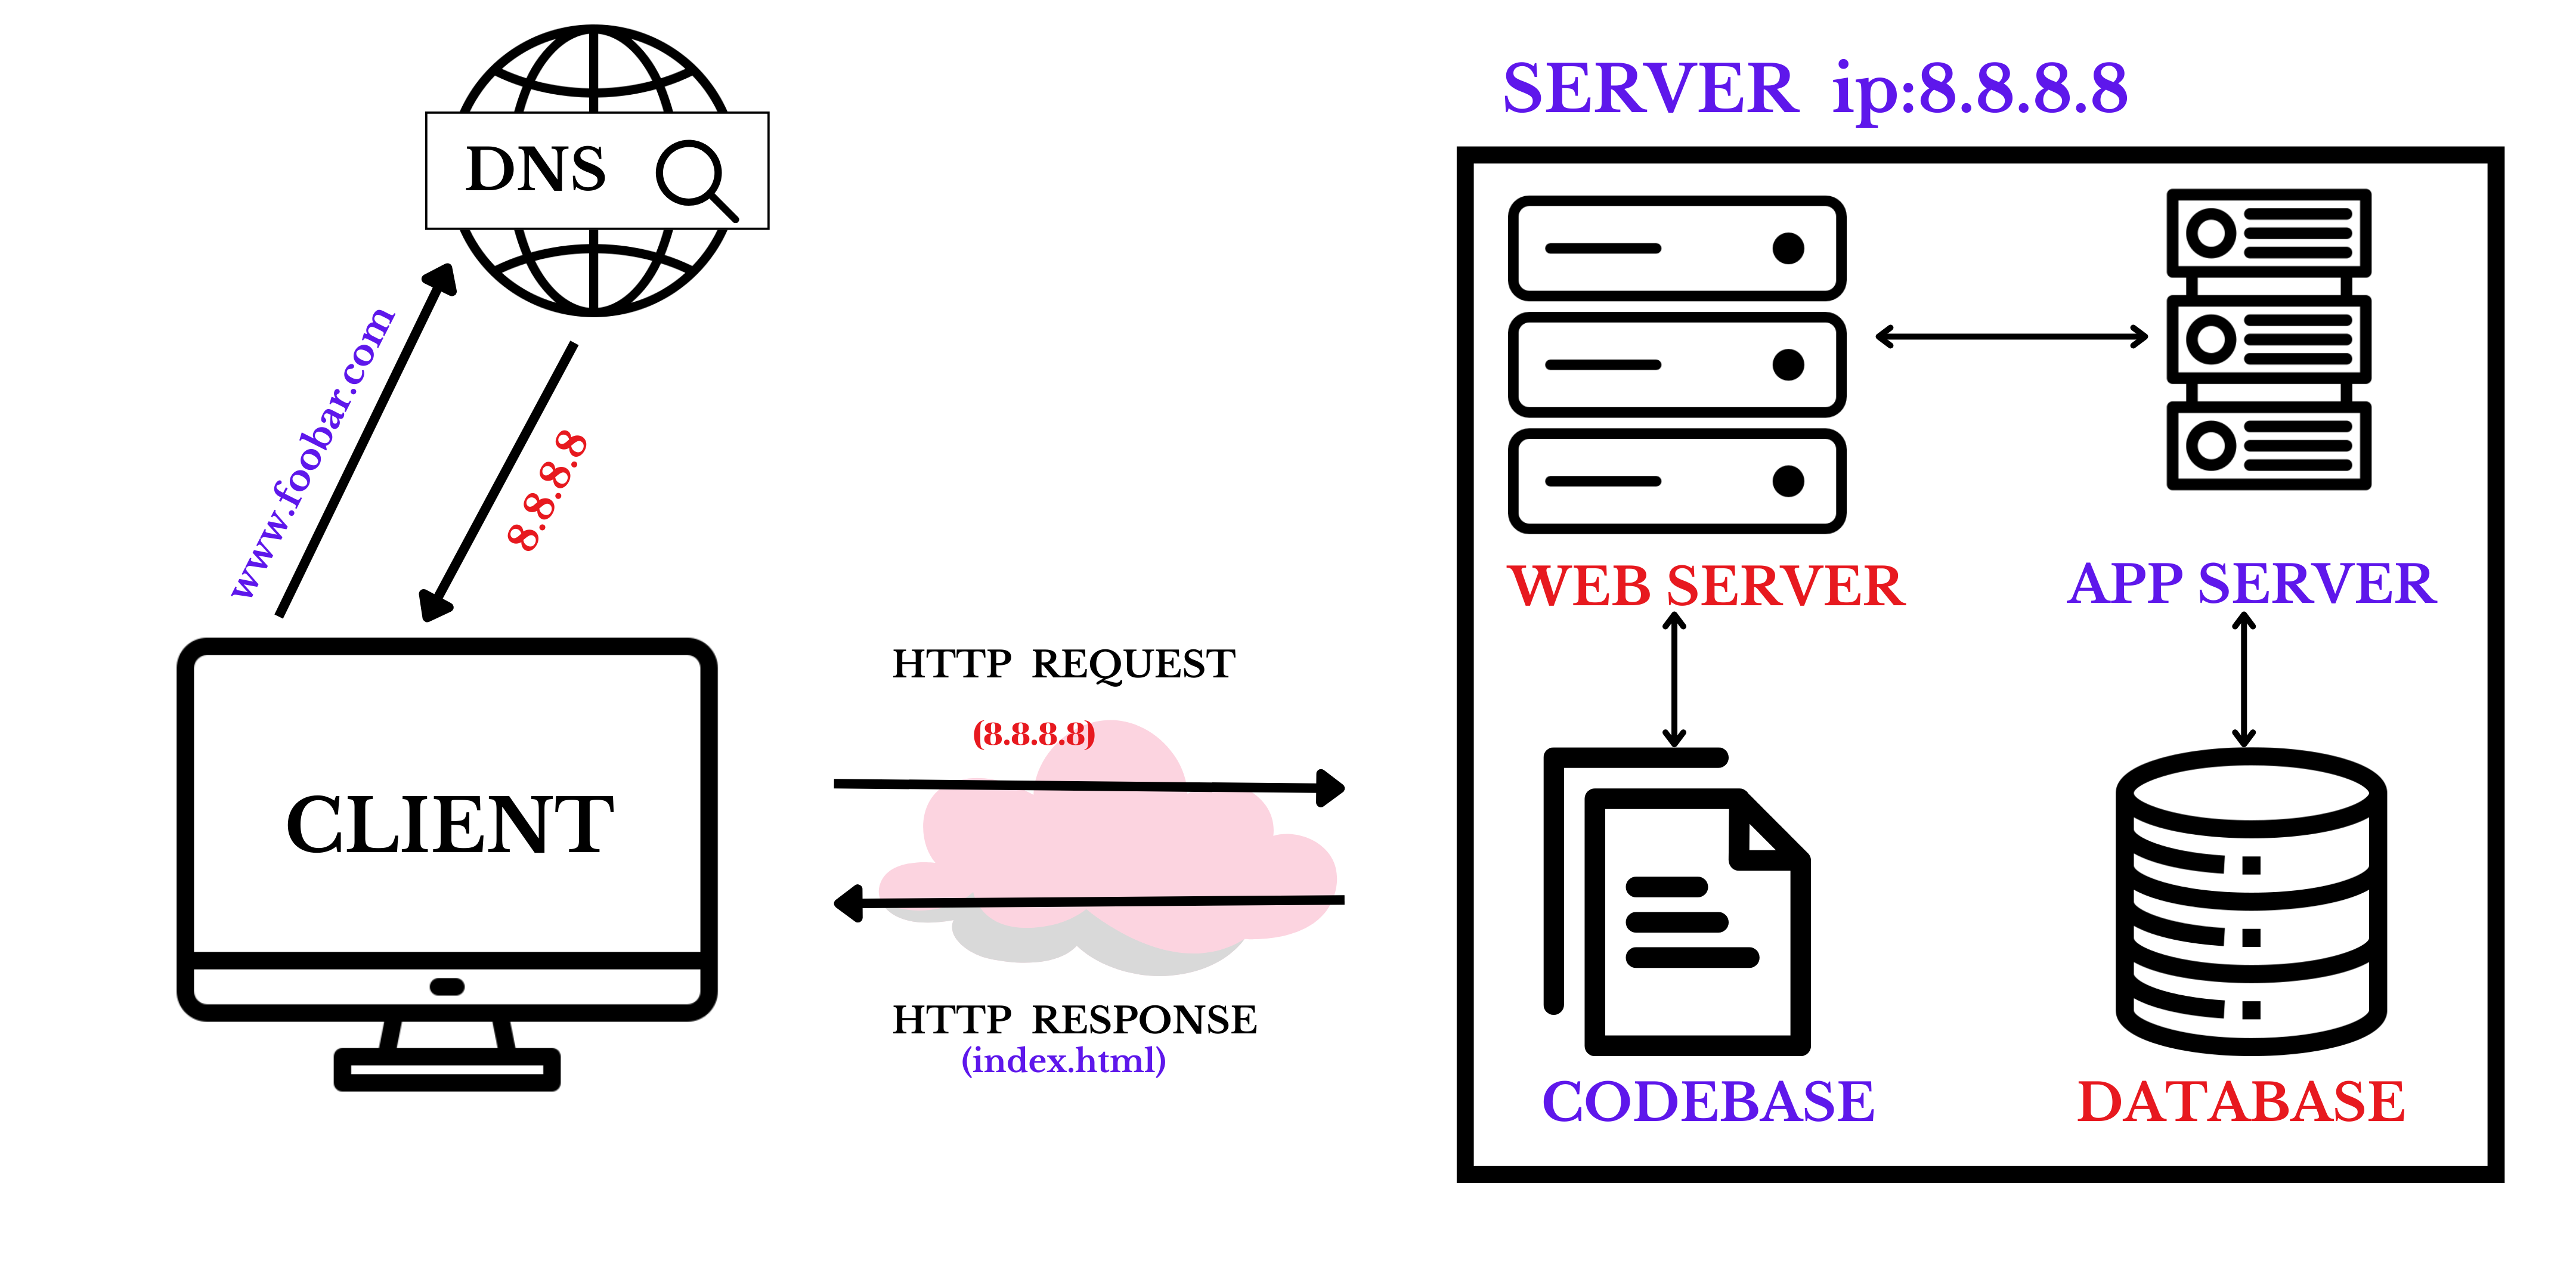 DNS
www.foobar.com
8.8.8.8
CLIENT
HTTP REQUEST
(8.8.8.8)
HTTP RESPONSE
(index.html)
SERVER ip:8.8.8.8
WEB SERVER
APP SERVER
CODEBASE
DATABASE